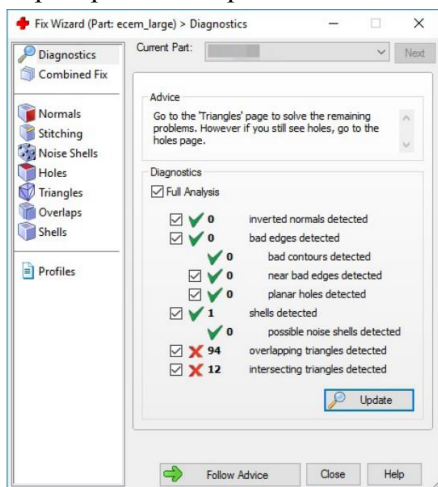 Fix Wizard (Part: ecem_large) > Diagnostics
Diagnostics
Combined Fix
Normals
Stitching
Noise Shells
Holes
Triangles
Overlaps
Shells
Profiles
Current Part:
Next
Advice
Go to the 'Triangles' page to solve the remaining
problems. However if you still see holes, go to the
holes page.
Diagnostics
Full Analysis
0 inverted normals detected
0 bad edges detected
0 bad contours detected
0 near bad edges detected
0 planar holes detected
1 shells detected
0 possible noise shells detected
94 overlapping triangles detected
12 intersecting triangles detected
Update
Follow Advice
Close
Help